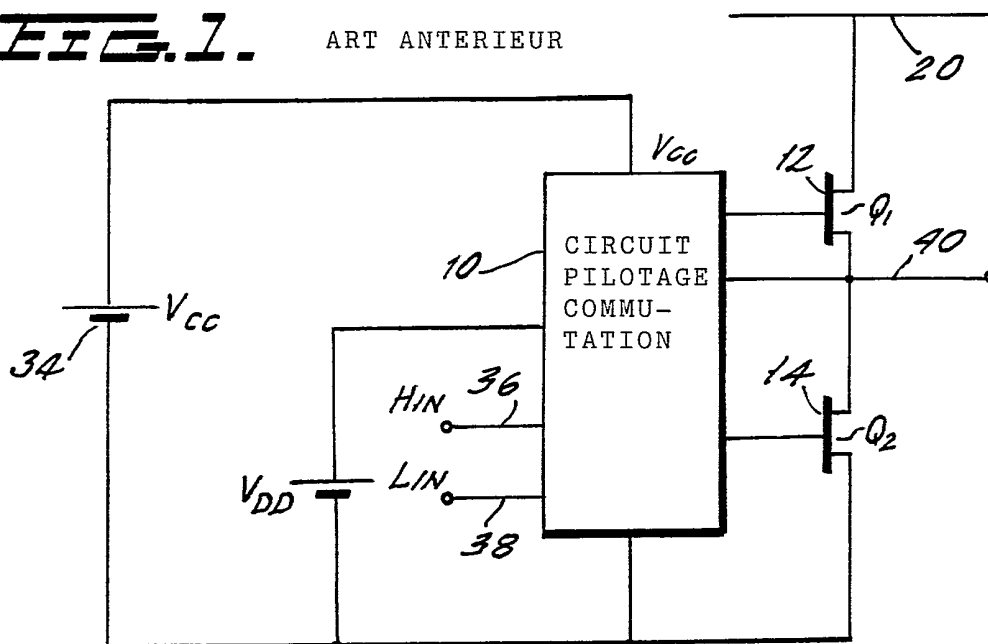 FIG.1.
ART ANTERIEUR
20
Vcc
12
Q1
10
CIRCUIT
PILOTAGE
COMMU-
TATION
40
Vcc
34
HIN
36
14
Q2
VDD
LIN
38